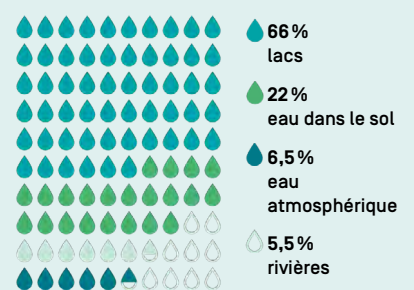 66 %
lacs
22 %
eau dans le sol
6,5 %
eau
atmosphérique
5,5 %
rivières